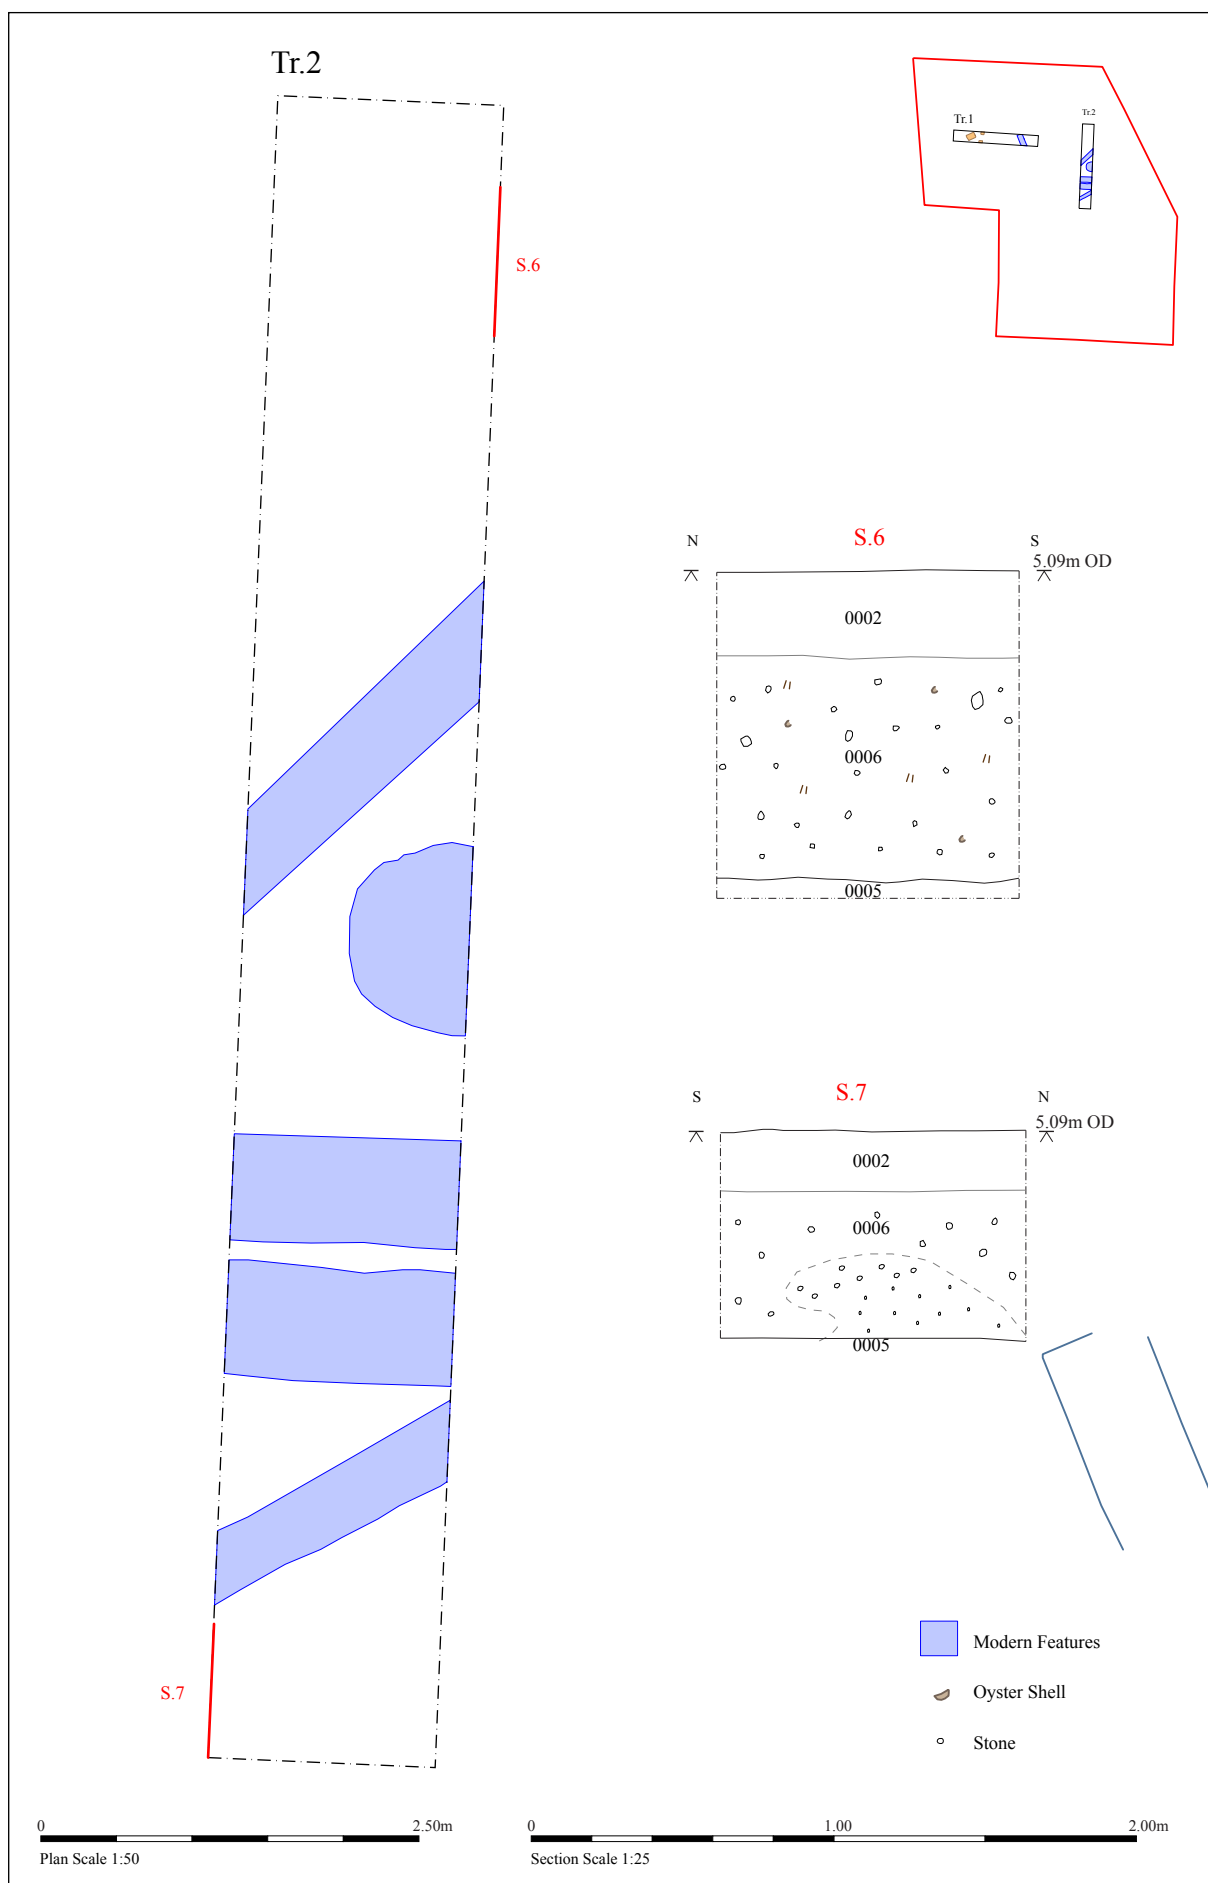 Tr.2
Tr.1
Tr.2
S.6
N
S.6
S
5.09m OD
0002
0006
0005
S
S.7
N
5.09m OD
0002
0006
0005
S.7
Modern Features
Oyster Shell
Stone
0 2.50m
Plan Scale 1:50
0 1.00 2.00m
Section Scale 1:25